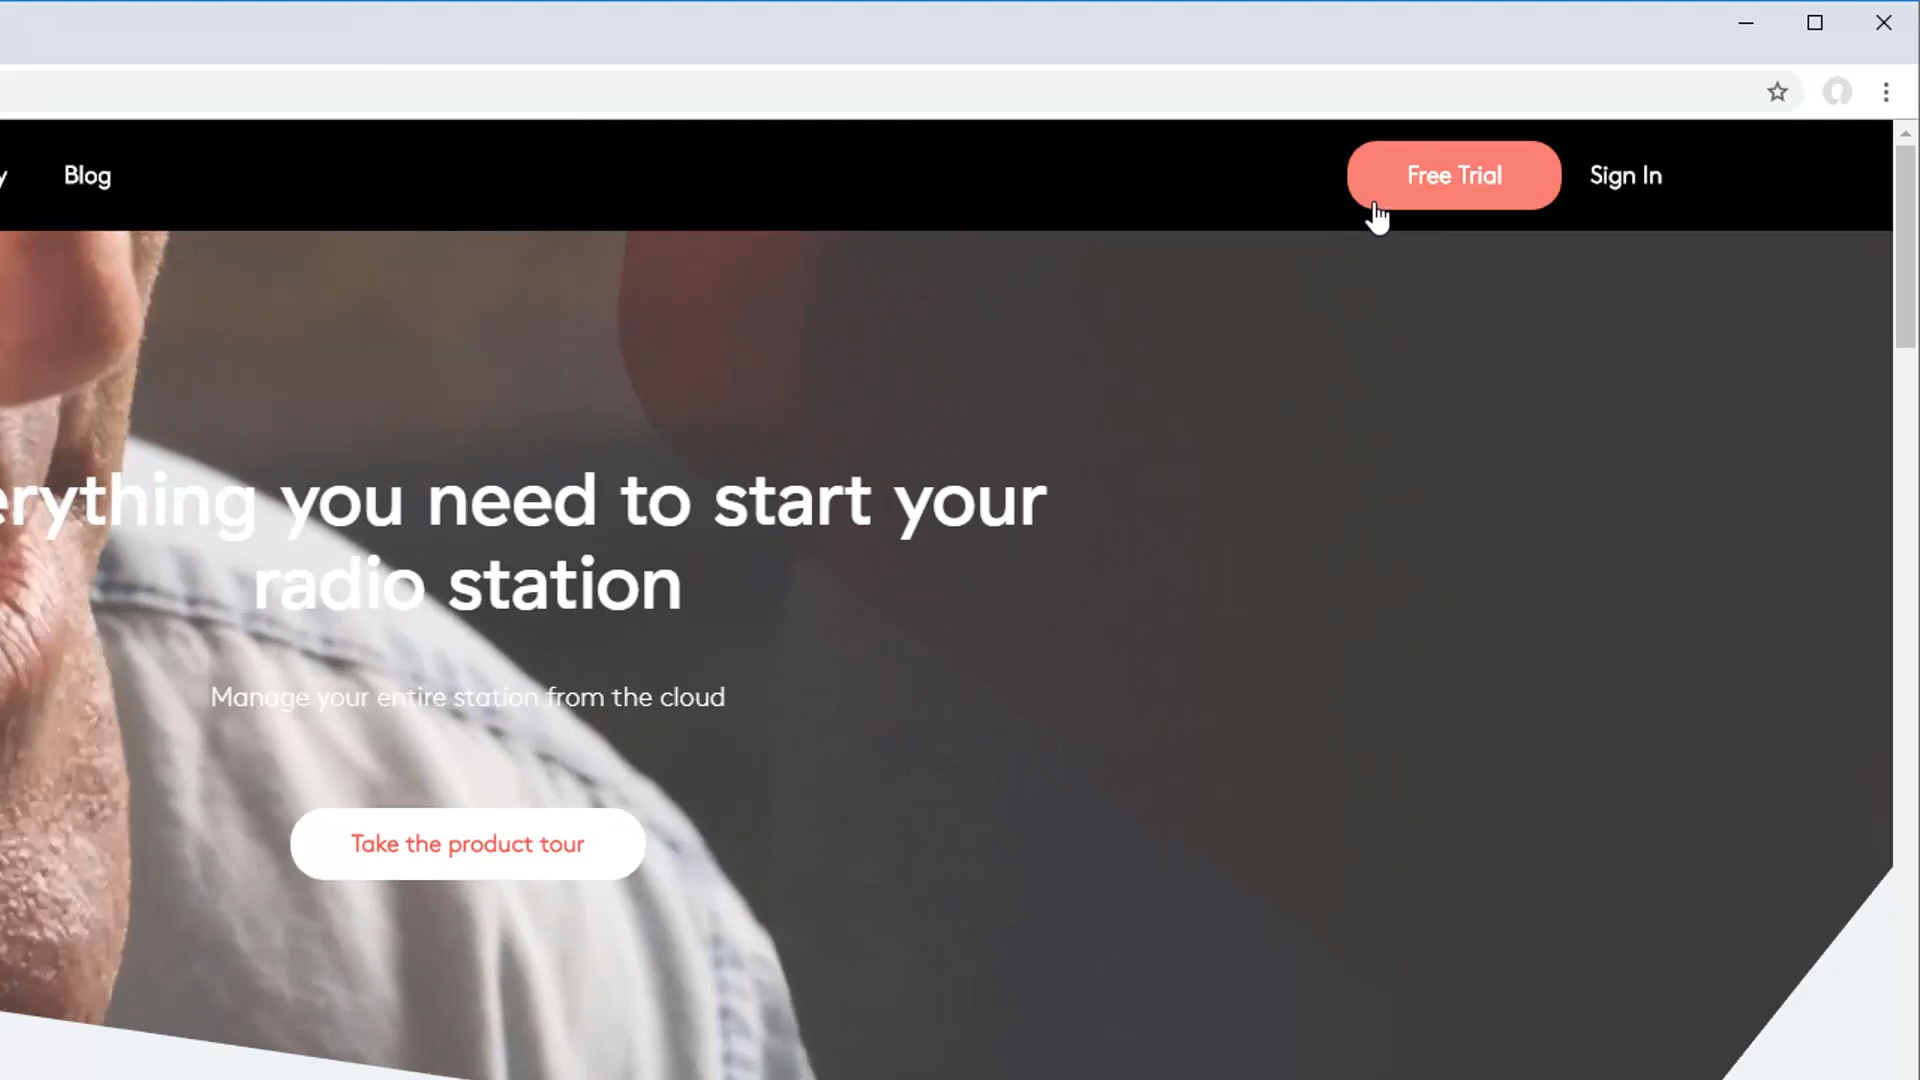 Blog
Free Trial
Sign In
erything you need to start your
radio station
Manage your entire station from the cloud
Take the product tour